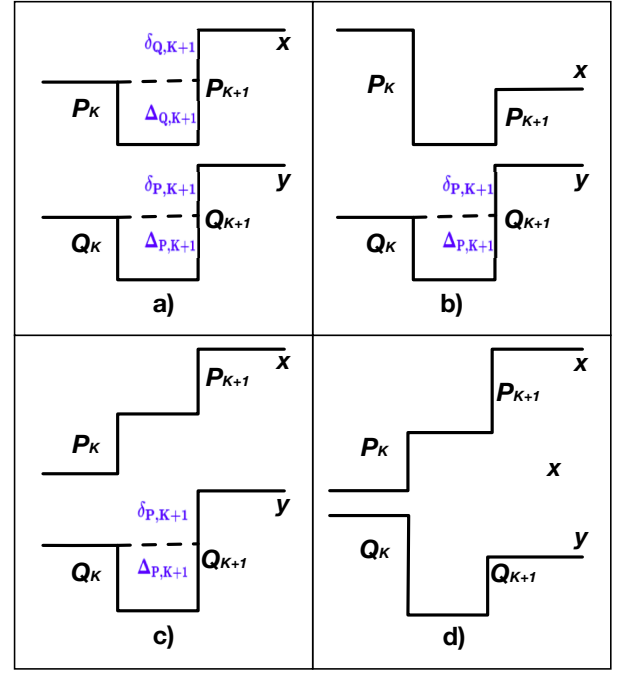 δQ,K+1 x
PK PK+1
ΔQ,K+1
δP,K+1 y
QK QK+1
ΔP,K+1
a)
PK x
PK+1
δP,K+1 y
QK QK+1
ΔP,K+1
b)
x
PK+1
PK
δP,K+1 y
QK QK+1
ΔP,K+1
c)
x
PK+1
PK
x
QK y
QK+1
d)